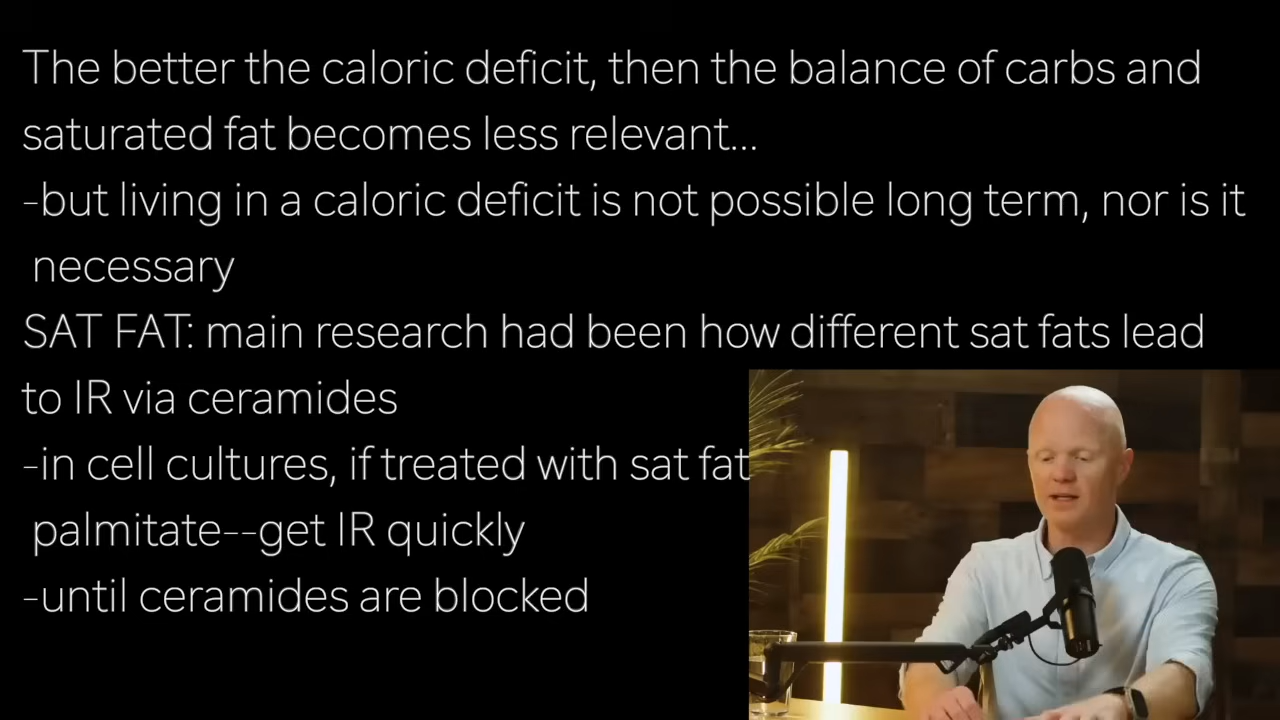 The better the caloric deficit, then the balance of carbs and
saturated fat becomes less relevant...
-but living in a caloric deficit is not possible long term, nor is it
necessary
SAT FAT: main research had been how different sat fats lead
to IR via ceramides
-in cell cultures, if treated with sat fat
palmitate--get IR quickly
-until ceramides are blocked